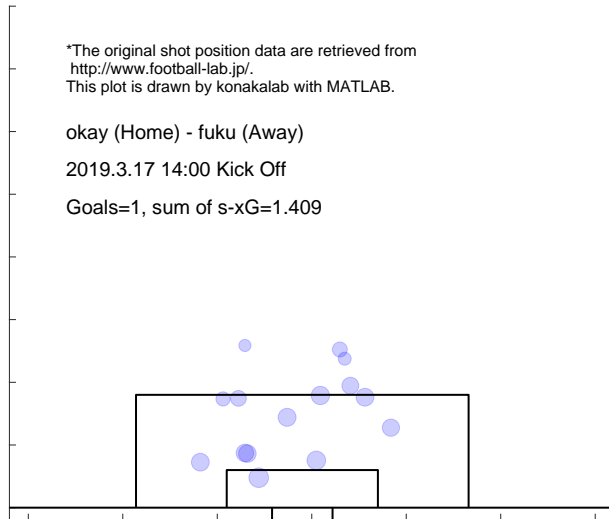 *The original shot position data are retrieved from
http://www.football-lab.jp/.
This plot is drawn by konakalab with MATLAB.
okay (Home) - fuku (Away)
2019.3.17 14:00 Kick Off
Goals=1, sum of s-xG=1.409